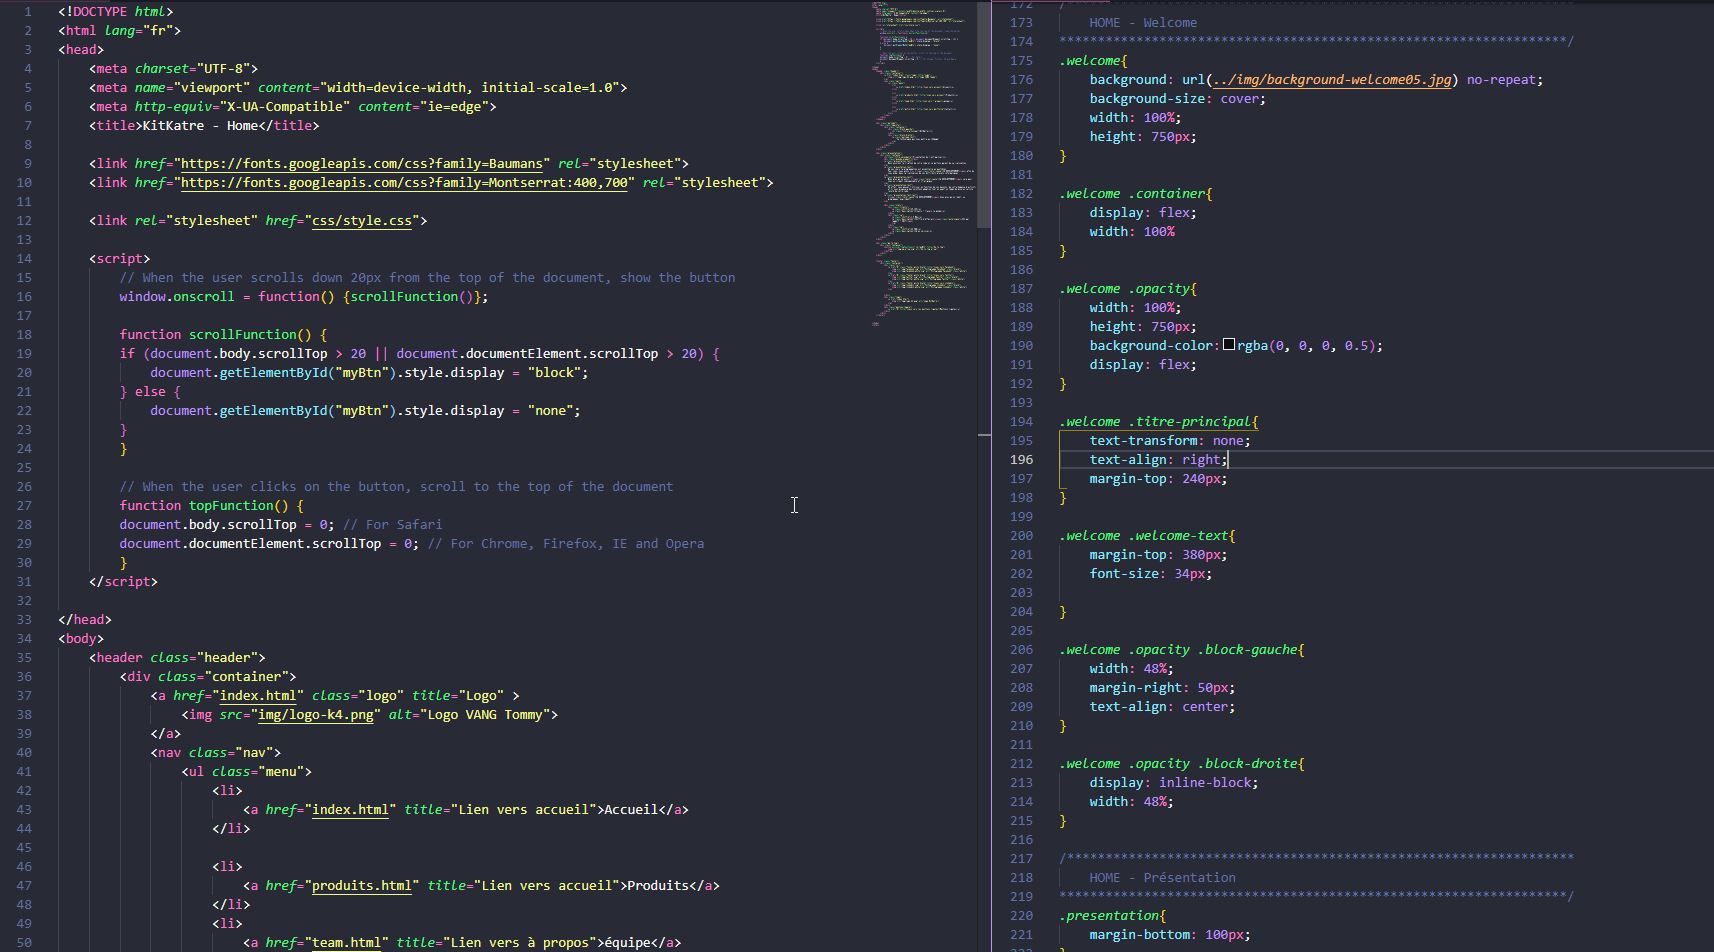 1 <!DOCTYPE html>
2 <html lang="fr">
3 <head>
4 <meta charset="UTF-8">
5 <meta name="viewport" content="width=device-width, initial-scale=1.0">
6 <meta http-equiv="X-UA-Compatible" content="ie=edge">
7 <title>KitKatre - Home</title>
8
9 <link href="https://fonts.googleapis.com/css?family=Baumans" rel="stylesheet">
10 <link href="https://fonts.googleapis.com/css?family=Montserrat:400,700" rel="stylesheet">
11
12 <link rel="stylesheet" href="css/style.css">
13
14 <script>
15 // When the user scrolls down 20px from the top of the document, show the button
16 window.onscroll = function() {scrollFunction()};
17
18 function scrollFunction() {
19 if (document.body.scrollTop > 20 || document.documentElement.scrollTop > 20) {
20 document.getElementById("myBtn").style.display = "block";
21 } else {
22 document.getElementById("myBtn").style.display = "none";
23 }
24 }
25
26 // When the user clicks on the button, scroll to the top of the document
27 function topFunction() {
28 document.body.scrollTop = 0; // For Safari
29 document.documentElement.scrollTop = 0; // For Chrome, Firefox, IE and Opera
30 }
31 </script>
32
33 </head>
34 <body>
35 <header class="header">
36 <div class="container">
37 <a href="index.html" class="logo" title="Logo" >
38 <img src="img/logo-k4.png" alt="Logo VANG Tommy">
39 </a>
40 <nav class="nav">
41 <ul class="menu">
42 <li>
43 <a href="index.html" title="Lien vers accueil">Accueil</a>
44 </li>
45
46 <li>
47 <a href="produits.html" title="Lien vers accueil">Produits</a>
48 </li>
49 <li>
50 <a href="team.html" title="Lien vers à propos">équipe</a>
172
173 HOME - Welcome
174 ******************************************************************/
175 .welcome{
176 background: url(../img/background-welcome05.jpg) no-repeat;
177 background-size: cover;
178 width: 100%;
179 height: 750px;
180 }
181
182 .welcome .container{
183 display: flex;
184 width: 100%
185 }
186
187 .welcome .opacity{
188 width: 100%;
189 height: 750px;
190 background-color: rgba(0, 0, 0, 0.5);
191 display: flex;
192 }
193
194 .welcome .titre-principal{
195 text-transform: none;
196 text-align: right;
197 margin-top: 240px;
198 }
199
200 .welcome .welcome-text{
201 margin-top: 380px;
202 font-size: 34px;
203
204 }
205
206 .welcome .opacity .block-gauche{
207 width: 48%;
208 margin-right: 50px;
209 text-align: center;
210 }
211
212 .welcome .opacity .block-droite{
213 display: inline-block;
214 width: 48%;
215 }
216
217 /******************************************************************
218 HOME - Présentation
219 ******************************************************************/
220 .presentation{
221 margin-bottom: 100px;